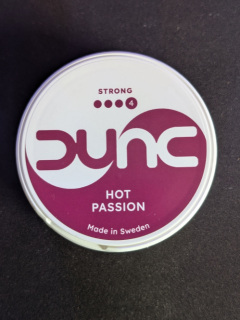 STRONG
4
DUNC
HOT
PASSION
Made in Sweden